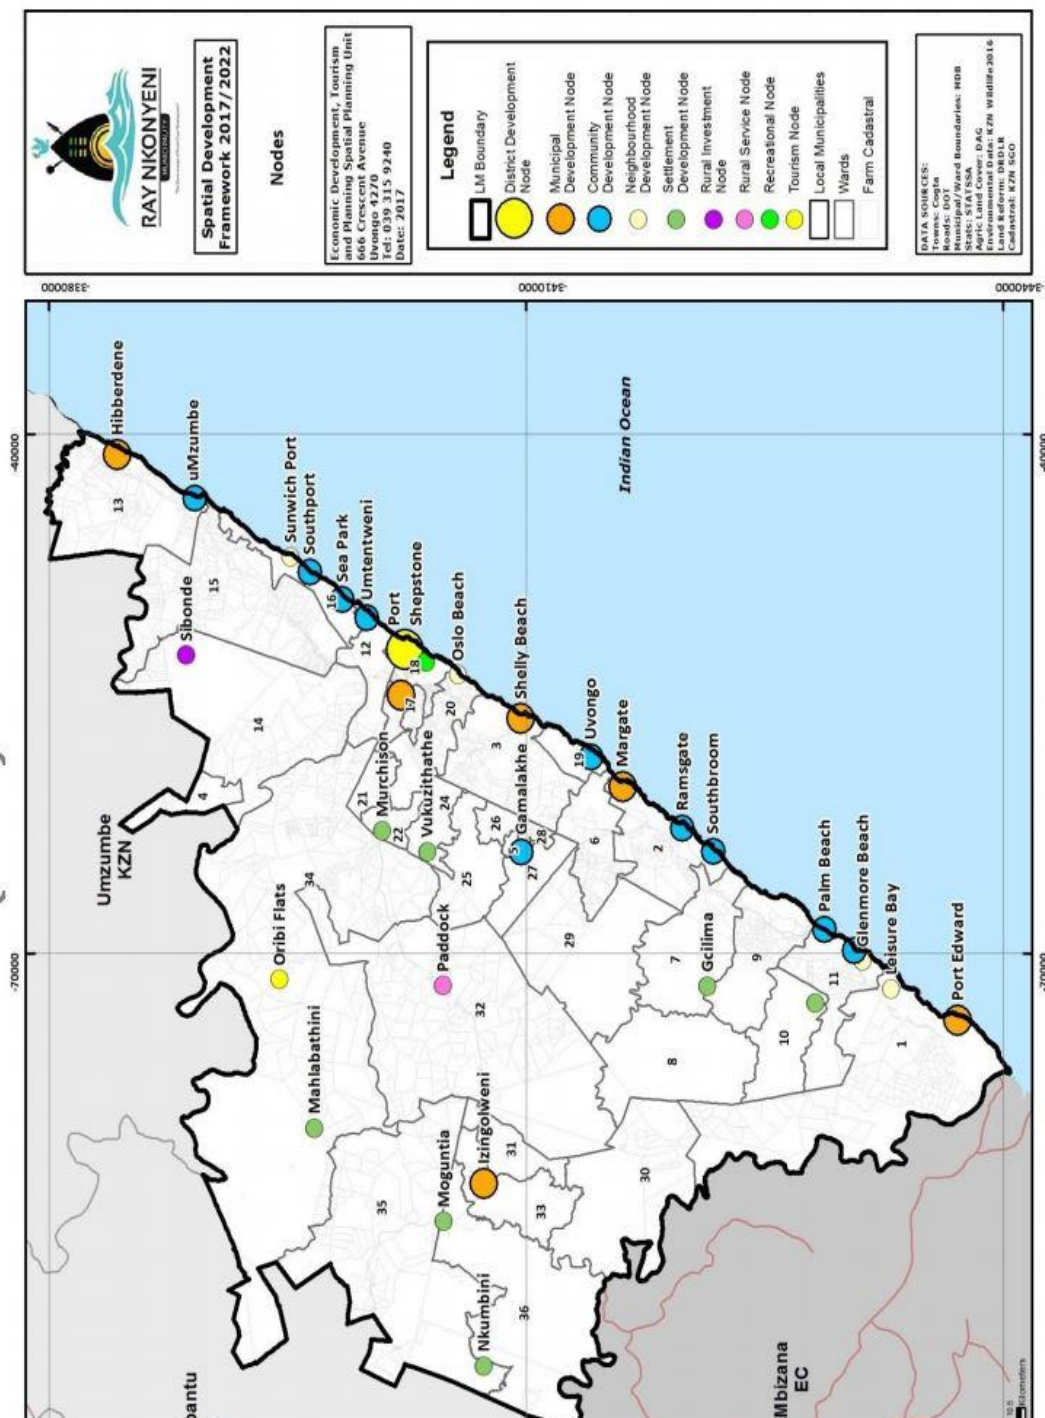 RAY NKONYENI
MUNICIPALITY
Spatial Development
Framework 2017/2022
Nodes
Economic Development, Tourism
and Planning Spatial Planning Unit
666 Crescent Avenue
Uvongo 4270
Tel: 039 315 9240
Date: 2017
Legend
LM Boundary
District Development
Node
Municipal
Development Node
Community
Development Node
Neighbourhood
Development Node
Settlement
Development Node
Rural Investment
Node
Rural Service Node
Recreational Node
Tourism Node
Local Municipalities
Wards
Farm Cadastral
DATA SOURCES:
Towns: Cogta
Roads: DOT
Municipal/Ward Boundaries: MDB
Stats: STATSSA
Agric Land Cover: DAG
Environmental Data: KZN Wildlife2016
Land Reform: DRDLR
Cadastral: KZN SGO
-3380000
-3410000
-3440000
-40000
-40000
-70000
-70000
Hibberdene
13
uMzumbe
Sunwich Port
Southport
Sea Park
16
Umtentweni
15
Sibonde
12
Port
Shepstone
18
Oslo Beach
17
20
14
Shelly Beach
3
4
Uvongo
19
Margate
Murchison
21
22
Vukuzithathe
24
26
Gamalakhe
5
28
27
25
6
2
Ramsgate
Southbroom
Umzumbe
KZN
34
Oribi Flats
Paddock
32
29
7
Gcilima
9
Palm Beach
Glenmore Beach
Leisure Bay
11
10
8
1
Port Edward
Mahlabathini
35
Moguntia
Izingolweni
31
33
30
Nkumbini
36
Indian Ocean
Mbizana
EC
bantu
10.5
Kilometers